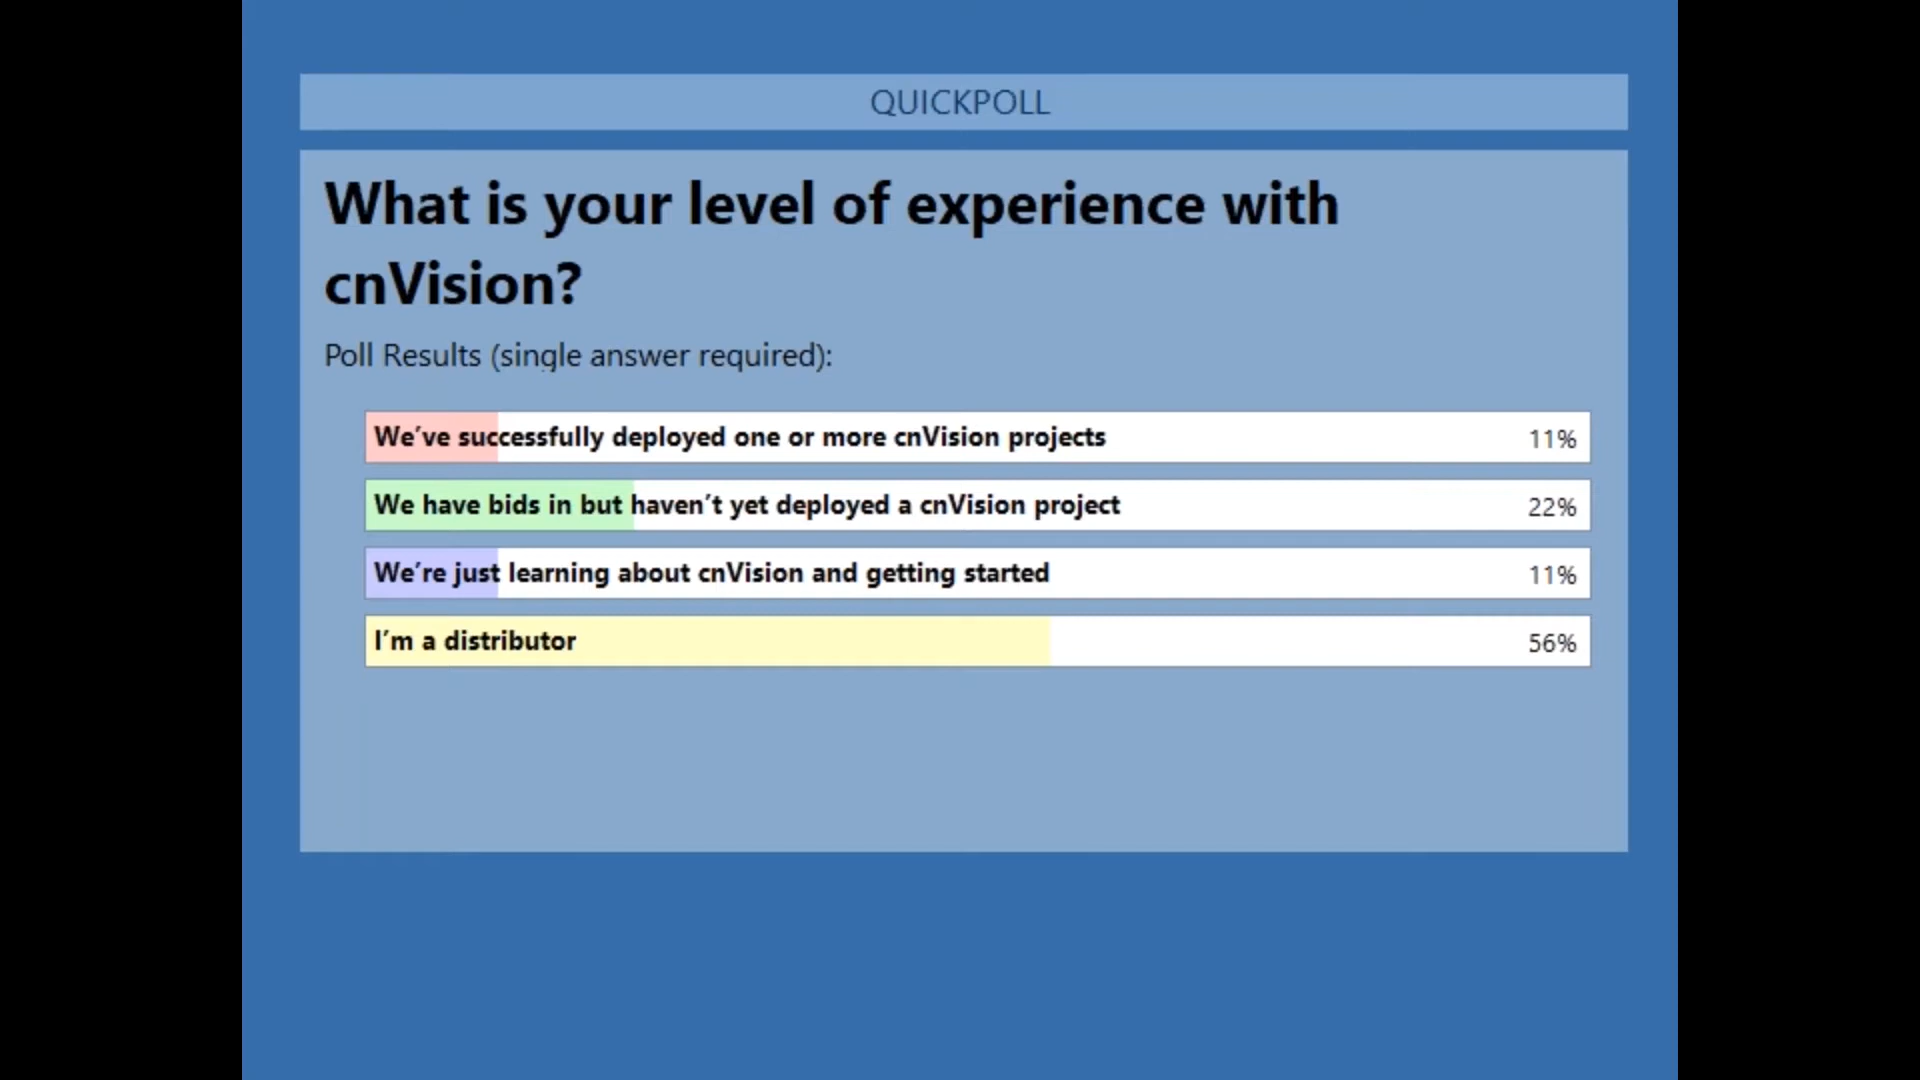 QUICKPOLL
What is your level of experience with
cnVision?
Poll Results (single answer required):
We’ve successfully deployed one or more cnVision projects 11%
We have bids in but haven’t yet deployed a cnVision project 22%
We’re just learning about cnVision and getting started 11%
I’m a distributor 56%